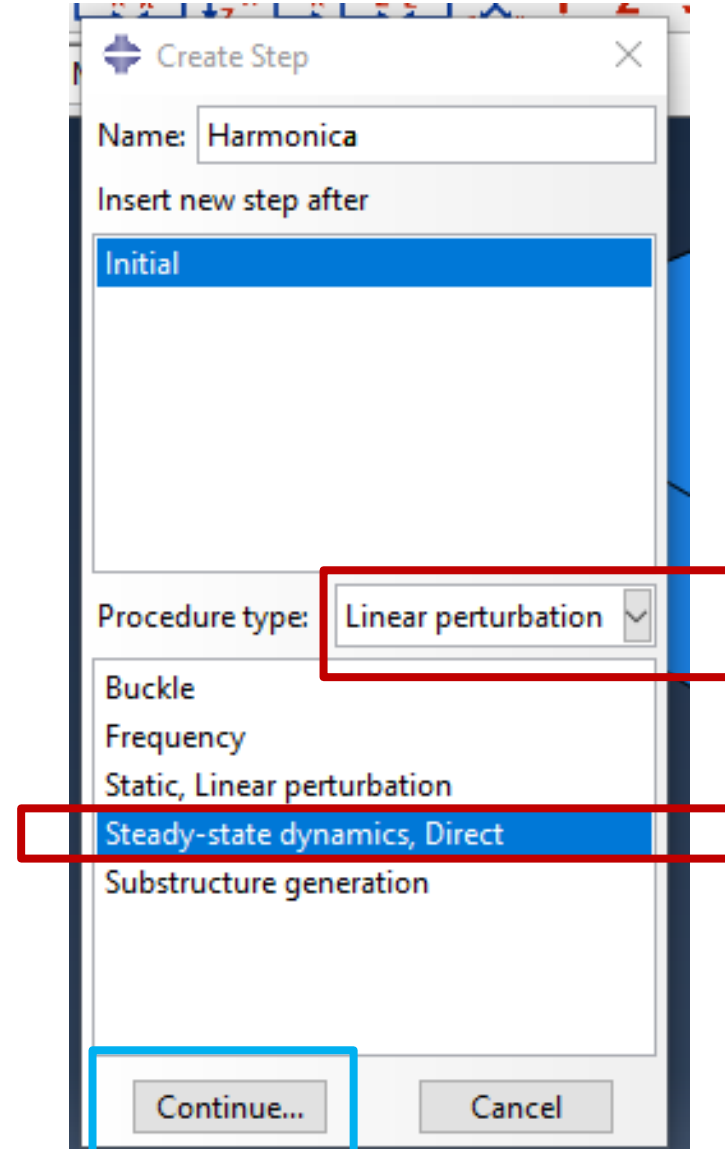 Create Step
Name: Harmonica
Insert new step after
Initial
Procedure type: Linear perturbation
Buckle
Frequency
Static, Linear perturbation
Steady-state dynamics, Direct
Substructure generation
Continue... Cancel